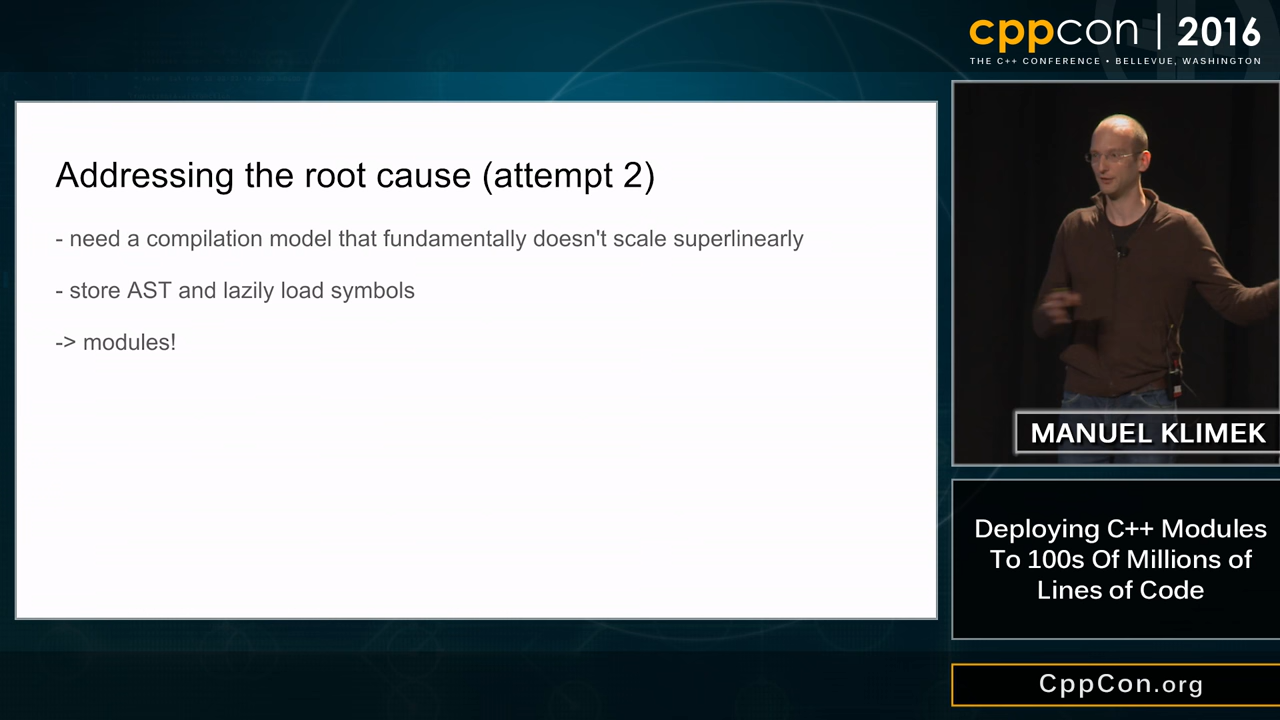 cppcon | 2016
THE C++ CONFERENCE • BELLEVUE, WASHINGTON
Addressing the root cause (attempt 2)
- need a compilation model that fundamentally doesn't scale superlinearly
- store AST and lazily load symbols
-> modules!
MANUEL KLIMEK
Deploying C++ Modules
To 100s Of Millions of
Lines of Code
CppCon.org